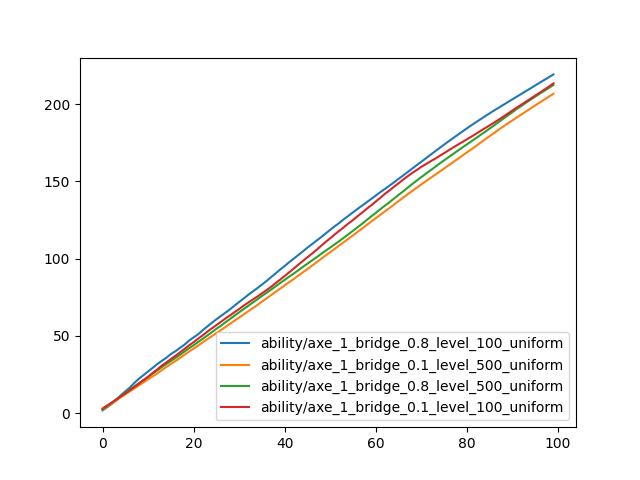 200
150
100
50
0
ability/axe_1_bridge_0.8_level_100_uniform
ability/axe_1_bridge_0.1_level_500_uniform
ability/axe_1_bridge_0.8_level_500_uniform
ability/axe_1_bridge_0.1_level_100_uniform
0 20 40 60 80 100